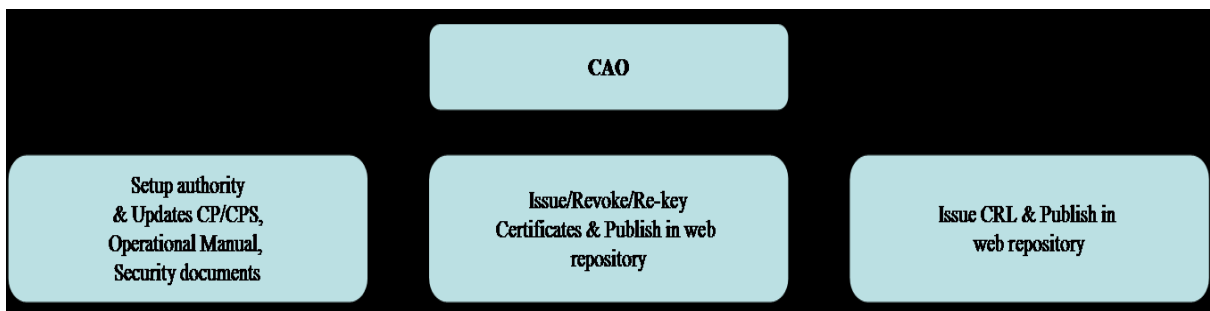 CAO
Setup authority
& Updates CP/CPS,
Operational Manual,
Security documents
Issue/Revoke/Re-key
Certificates & Publish in web
repository
Issue CRL & Publish in
web repository